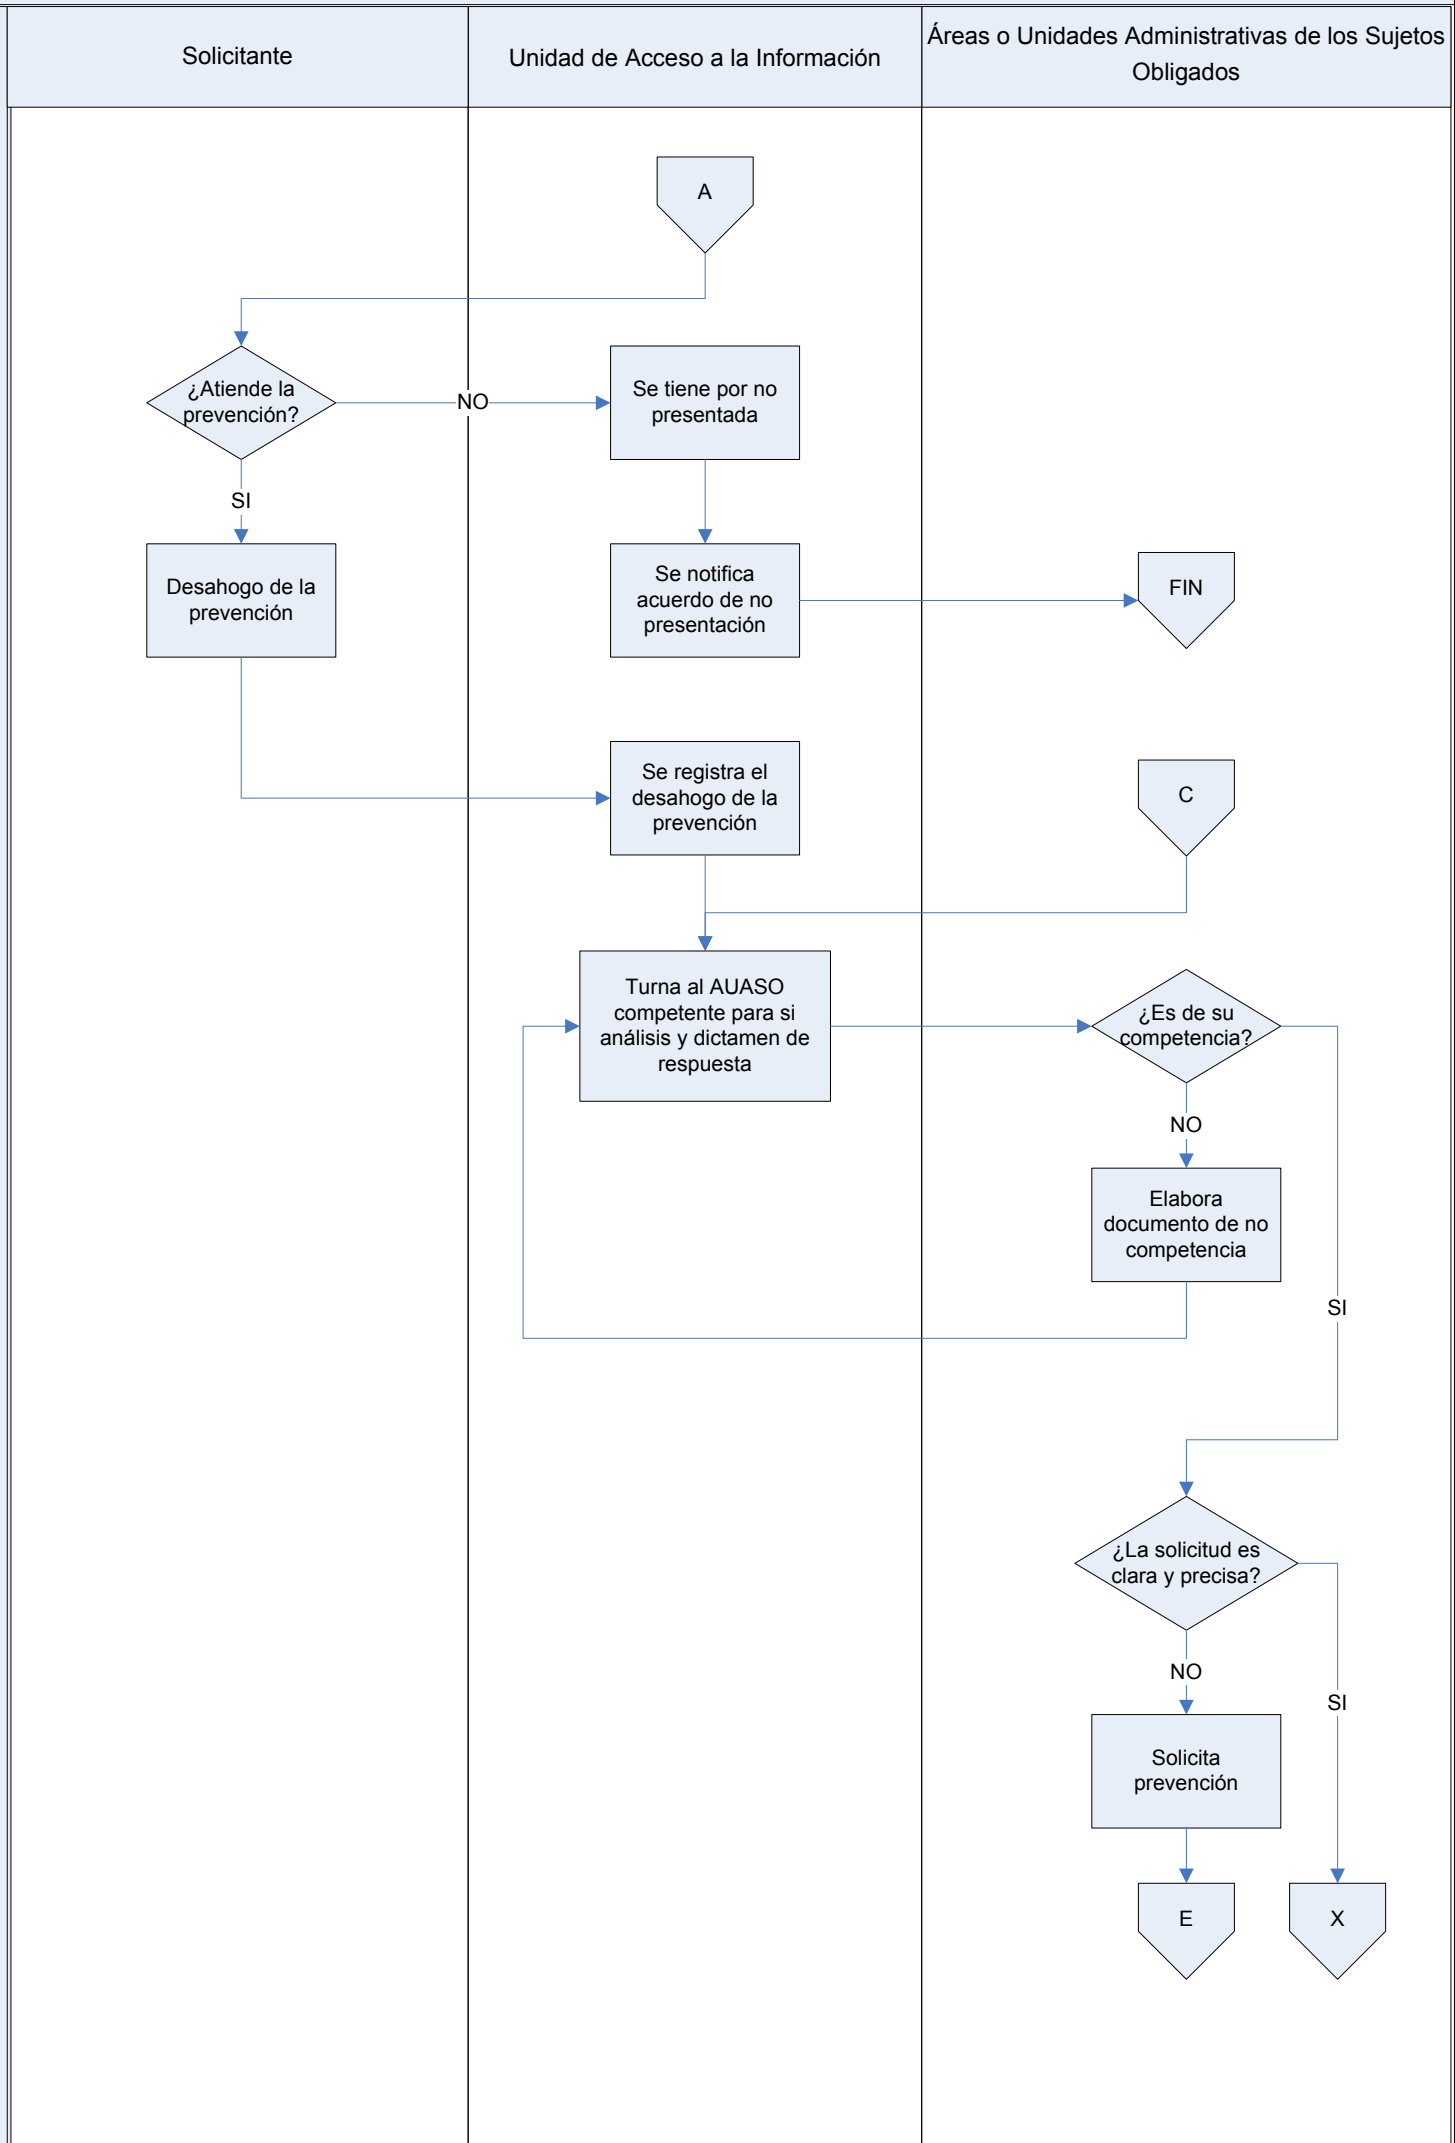 Solicitante
Unidad de Acceso a la Información
Áreas o Unidades Administrativas de los Sujetos
Obligados
A
¿Atiende la
prevención?
NO
Se tiene por no
presentada
SI
Desahogo de la
prevención
Se notifica
acuerdo de no
presentación
FIN
Se registra el
desahogo de la
prevención
C
Turna al AUASO
competente para si
análisis y dictamen de
respuesta
¿Es de su
competencia?
NO
Elabora
documento de no
competencia
SI
¿La solicitud es
clara y precisa?
NO
SI
Solicita
prevención
E
X